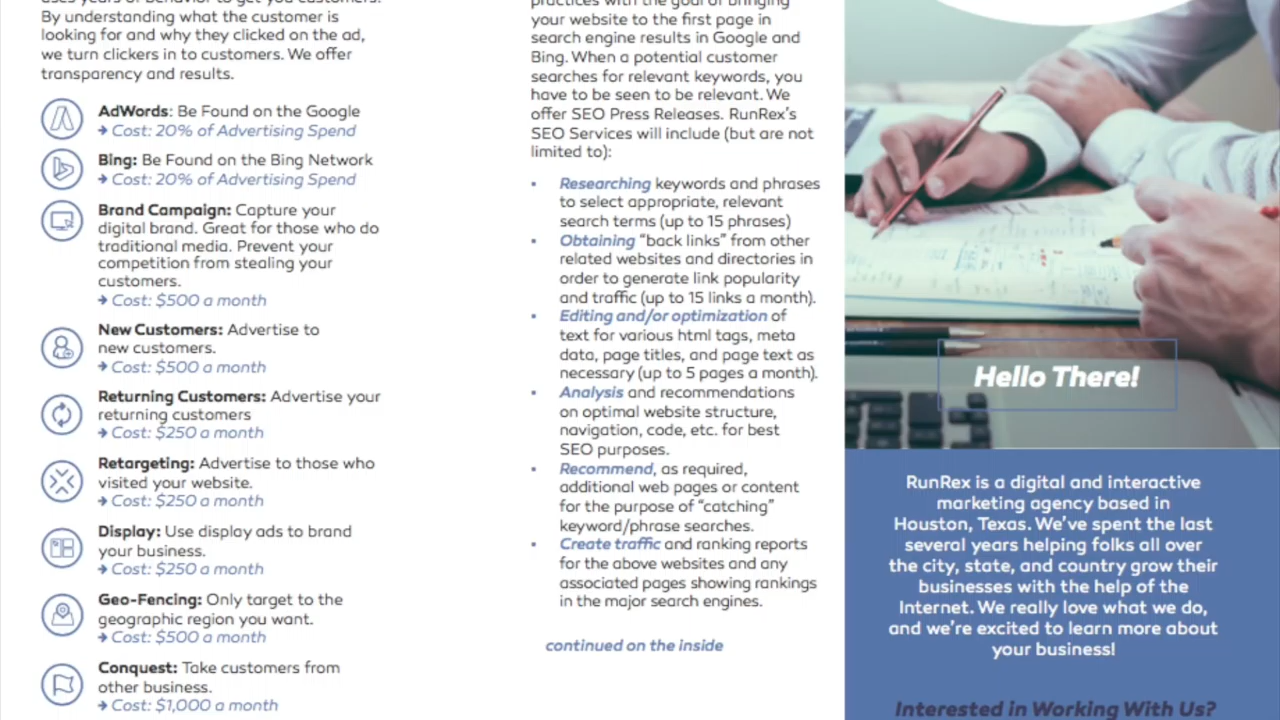 uses years of behavior to get you customers.
By understanding what the customer is
looking for and why they clicked on the ad,
we turn clickers in to customers. We offer
transparency and results.
AdWords: Be Found on the Google
→ Cost: 20% of Advertising Spend
Bing: Be Found on the Bing Network
→ Cost: 20% of Advertising Spend
Brand Campaign: Capture your
digital brand. Great for those who do
traditional media. Prevent your
competition from stealing your
customers.
→ Cost: $500 a month
New Customers: Advertise to
new customers.
→ Cost: $500 a month
Returning Customers: Advertise your
returning customers
→ Cost: $250 a month
Retargeting: Advertise to those who
visited your website.
→ Cost: $250 a month
Display: Use display ads to brand
your business.
→ Cost: $250 a month
Geo-Fencing: Only target to the
geographic region you want.
→ Cost: $500 a month
Conquest: Take customers from
other business.
→ Cost: $1,000 a month
practices with the goal of bringing
your website to the first page in
search engine results in Google and
Bing. When a potential customer
searches for relevant keywords, you
have to be seen to be relevant. We
offer SEO Press Releases. RunRex's
SEO Services will include (but are not
limited to):
▪ Researching keywords and phrases
to select appropriate, relevant
search terms (up to 15 phrases)
▪ Obtaining “back links” from other
related websites and directories in
order to generate link popularity
and traffic (up to 15 links a month).
▪ Editing and/or optimization of
text for various html tags, meta
data, page titles, and page text as
necessary (up to 5 pages a month).
▪ Analysis and recommendations
on optimal website structure,
navigation, code, etc. for best
SEO purposes.
▪ Recommend, as required,
additional web pages or content
for the purpose of “catching”
keyword/phrase searches.
▪ Create traffic and ranking reports
for the above websites and any
associated pages showing rankings
in the major search engines.
continued on the inside
Hello There!
RunRex is a digital and interactive
marketing agency based in
Houston, Texas. We've spent the last
several years helping folks all over
the city, state, and country grow their
businesses with the help of the
Internet. We really love what we do,
and we're excited to learn more about
your business!
Interested in Working With Us?